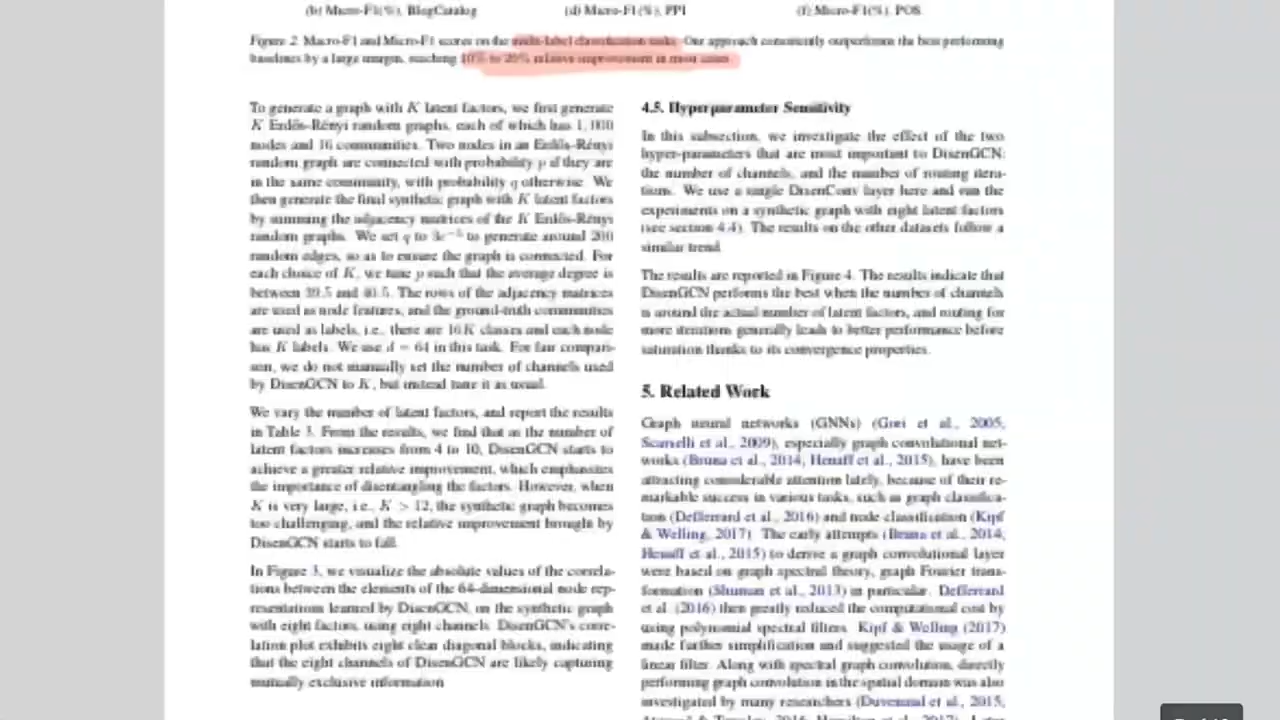 (b) Micro-F1(%), BlogCatalog
(d) Micro-F1(%), PPI
(f) Micro-F1(%), POS
Figure 2. Macro-F1 and Micro-F1 scores on the multi-label classification tasks. Our approach consistently outperforms the best performing
baselines by a large margin, reaching 10% to 20% relative improvement in most cases.
To generate a graph with K latent factors, we first generate
K Erdős-Rényi random graphs, each of which has 1,000
nodes and 16 communities. Two nodes in an Erdős-Rényi
random graph are connected with probability p if they are
in the same community, with probability q otherwise. We
then generate the final synthetic graph with K latent factors
by summing the adjacency matrices of the K Erdős-Rényi
random graphs. We set q to 3e−5 to generate around 200
random edges, so as to ensure the graph is connected. For
each choice of K, we tune p such that the average degree is
between 39.5 and 40.5. The rows of the adjacency matrices
are used as node features, and the ground-truth communities
are used as labels, i.e., there are 16K classes and each node
has K labels. We use d = 64 in this task. For fair compari-
son, we do not manually set the number of channels used
by DisenGCN to K, but instead tune it as usual.
We vary the number of latent factors, and report the results
in Table 3. From the results, we find that as the number of
latent factors increases from 4 to 10, DisenGCN starts to
achieve a greater relative improvement, which emphasizes
the importance of disentangling the factors. However, when
K is very large, i.e., K > 12, the synthetic graph becomes
too challenging, and the relative improvement brought by
DisenGCN starts to fall.
In Figure 3, we visualize the absolute values of the correla-
tions between the elements of the 64-dimensional node rep-
resentations learned by DisenGCN, on the synthetic graph
with eight factors, using eight channels. DisenGCN's corre-
lation plot exhibits eight clear diagonal blocks, indicating
that the eight channels of DisenGCN are likely capturing
mutually exclusive information.
4.5. Hyperparameter Sensitivity
In this subsection, we investigate the effect of the two
hyper-parameters that are most important to DisenGCN:
the number of channels, and the number of routing itera-
tions. We use a single DisenConv layer here and run the
experiments on a synthetic graph with eight latent factors
(see section 4.4). The results on the other datasets follow a
similar trend.
The results are reported in Figure 4. The results indicate that
DisenGCN performs the best when the number of channels
is around the actual number of latent factors, and routing for
more iterations generally leads to better performance before
saturation thanks to its convergence properties.
5. Related Work
Graph neural networks (GNNs) (Gori et al., 2005;
Scarselli et al., 2009), especially graph convolutional net-
works (Bruna et al., 2014; Henaff et al., 2015), have been
attracting considerable attention lately, because of their re-
markable success in various tasks, such as graph classifica-
tion (Defferrard et al., 2016) and node classification (Kipf
& Welling, 2017). The early attempts (Bruna et al., 2014;
Henaff et al., 2015) to derive a graph convolutional layer
were based on graph spectral theory, graph Fourier trans-
formation (Shuman et al., 2013) in particular. Defferrard
et al. (2016) then greatly reduced the computational cost by
using polynomial spectral filters. Kipf & Welling (2017)
made further simplification and suggested the usage of a
linear filter. Along with spectral graph convolution, directly
performing graph convolution in the spatial domain was also
investigated by many researchers (Duvenaud et al., 2015;